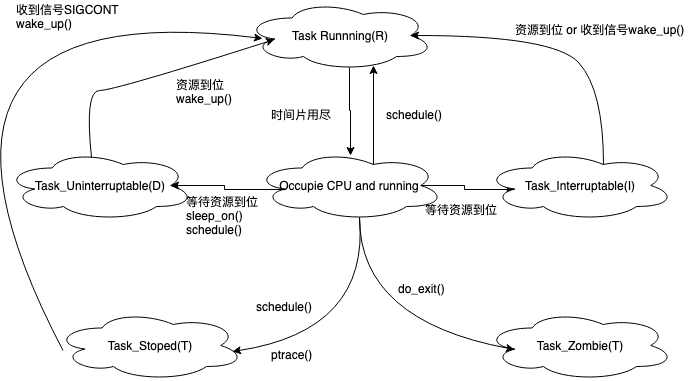 收到信号SIGCONT
wake_up()
Task Runnning(R)
资源到位 or 收到信号wake_up()
资源到位
wake_up()
时间片用尽
schedule()
Task_Uninterruptable(D)
Occupie CPU and running
Task_Interruptable(I)
等待资源到位
sleep_on()
schedule()
等待资源到位
do_exit()
schedule()
Task_Stoped(T)
ptrace()
Task_Zombie(T)